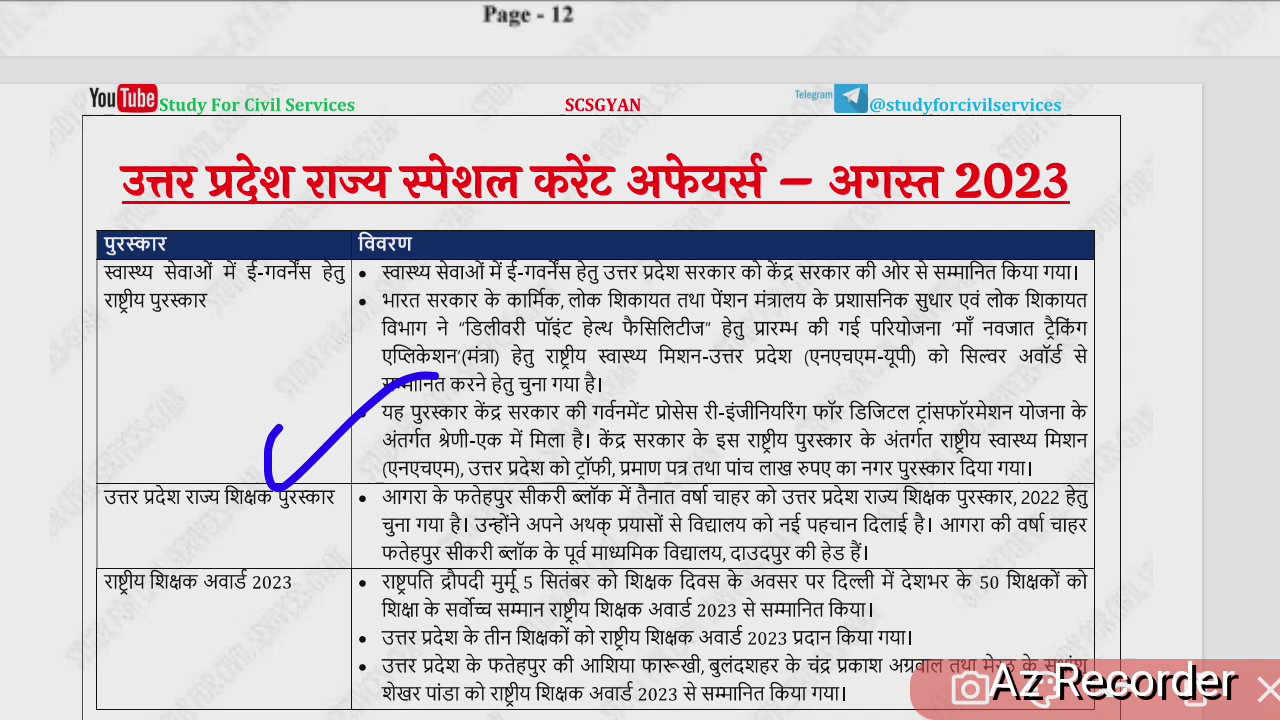 Page - 12
YouTube Study For Civil Services SCSGYAN Telegram @studyforcivilservices
उत्तर प्रदेश राज्य स्पेशल करेंट अफेयर्स – अगस्त 2023
पुरस्कार विवरण
स्वास्थ्य सेवाओं में ई-गवर्नेंस हेतु
राष्ट्रीय पुरस्कार
• स्वास्थ्य सेवाओं में ई-गवर्नेंस हेतु उत्तर प्रदेश सरकार को केंद्र सरकार की ओर से सम्मानित किया गया।
• भारत सरकार के कार्मिक, लोक शिकायत तथा पेंशन मंत्रालय के प्रशासनिक सुधार एवं लोक शिकायत
विभाग ने “डिलीवरी पॉइंट हेल्थ फैसिलिटीज” हेतु प्रारम्भ की गई परियोजना ‘माँ नवजात ट्रैकिंग
एप्लिकेशन’(मंत्रा) हेतु राष्ट्रीय स्वास्थ्य मिशन-उत्तर प्रदेश (एनएचएम-यूपी) को सिल्वर अवॉर्ड से
सम्मानित करने हेतु चुना गया है।
• यह पुरस्कार केंद्र सरकार की गर्वनमेंट प्रोसेस री-इंजीनियरिंग फॉर डिजिटल ट्रांसफॉरमेशन योजना के
अंतर्गत श्रेणी-एक में मिला है। केंद्र सरकार के इस राष्ट्रीय पुरस्कार के अंतर्गत राष्ट्रीय स्वास्थ्य मिशन
(एनएचएम), उत्तर प्रदेश को ट्रॉफी, प्रमाण पत्र तथा पांच लाख रुपए का नगर पुरस्कार दिया गया।
उत्तर प्रदेश राज्य शिक्षक पुरस्कार
• आगरा के फतेहपुर सीकरी ब्लॉक में तैनात वर्षा चाहर को उत्तर प्रदेश राज्य शिक्षक पुरस्कार, 2022 हेतु
चुना गया है। उन्होंने अपने अथक् प्रयासों से विद्यालय को नई पहचान दिलाई है। आगरा की वर्षा चाहर
फतेहपुर सीकरी ब्लॉक के पूर्व माध्यमिक विद्यालय, दाउदपुर की हेड हैं।
राष्ट्रीय शिक्षक अवार्ड 2023
• राष्ट्रपति द्रौपदी मुर्मू 5 सितंबर को शिक्षक दिवस के अवसर पर दिल्ली में देशभर के 50 शिक्षकों को
शिक्षा के सर्वोच्च सम्मान राष्ट्रीय शिक्षक अवार्ड 2023 से सम्मानित किया।
• उत्तर प्रदेश के तीन शिक्षकों को राष्ट्रीय शिक्षक अवार्ड 2023 प्रदान किया गया।
• उत्तर प्रदेश के फतेहपुर की आशिया फारूखी, बुलंदशहर के चंद्र प्रकाश अग्रवाल तथा के
शेखर पांडा को राष्ट्रीय शिक्षक अवार्ड 2023 से सम्मानित किया गया।
Az Recorder